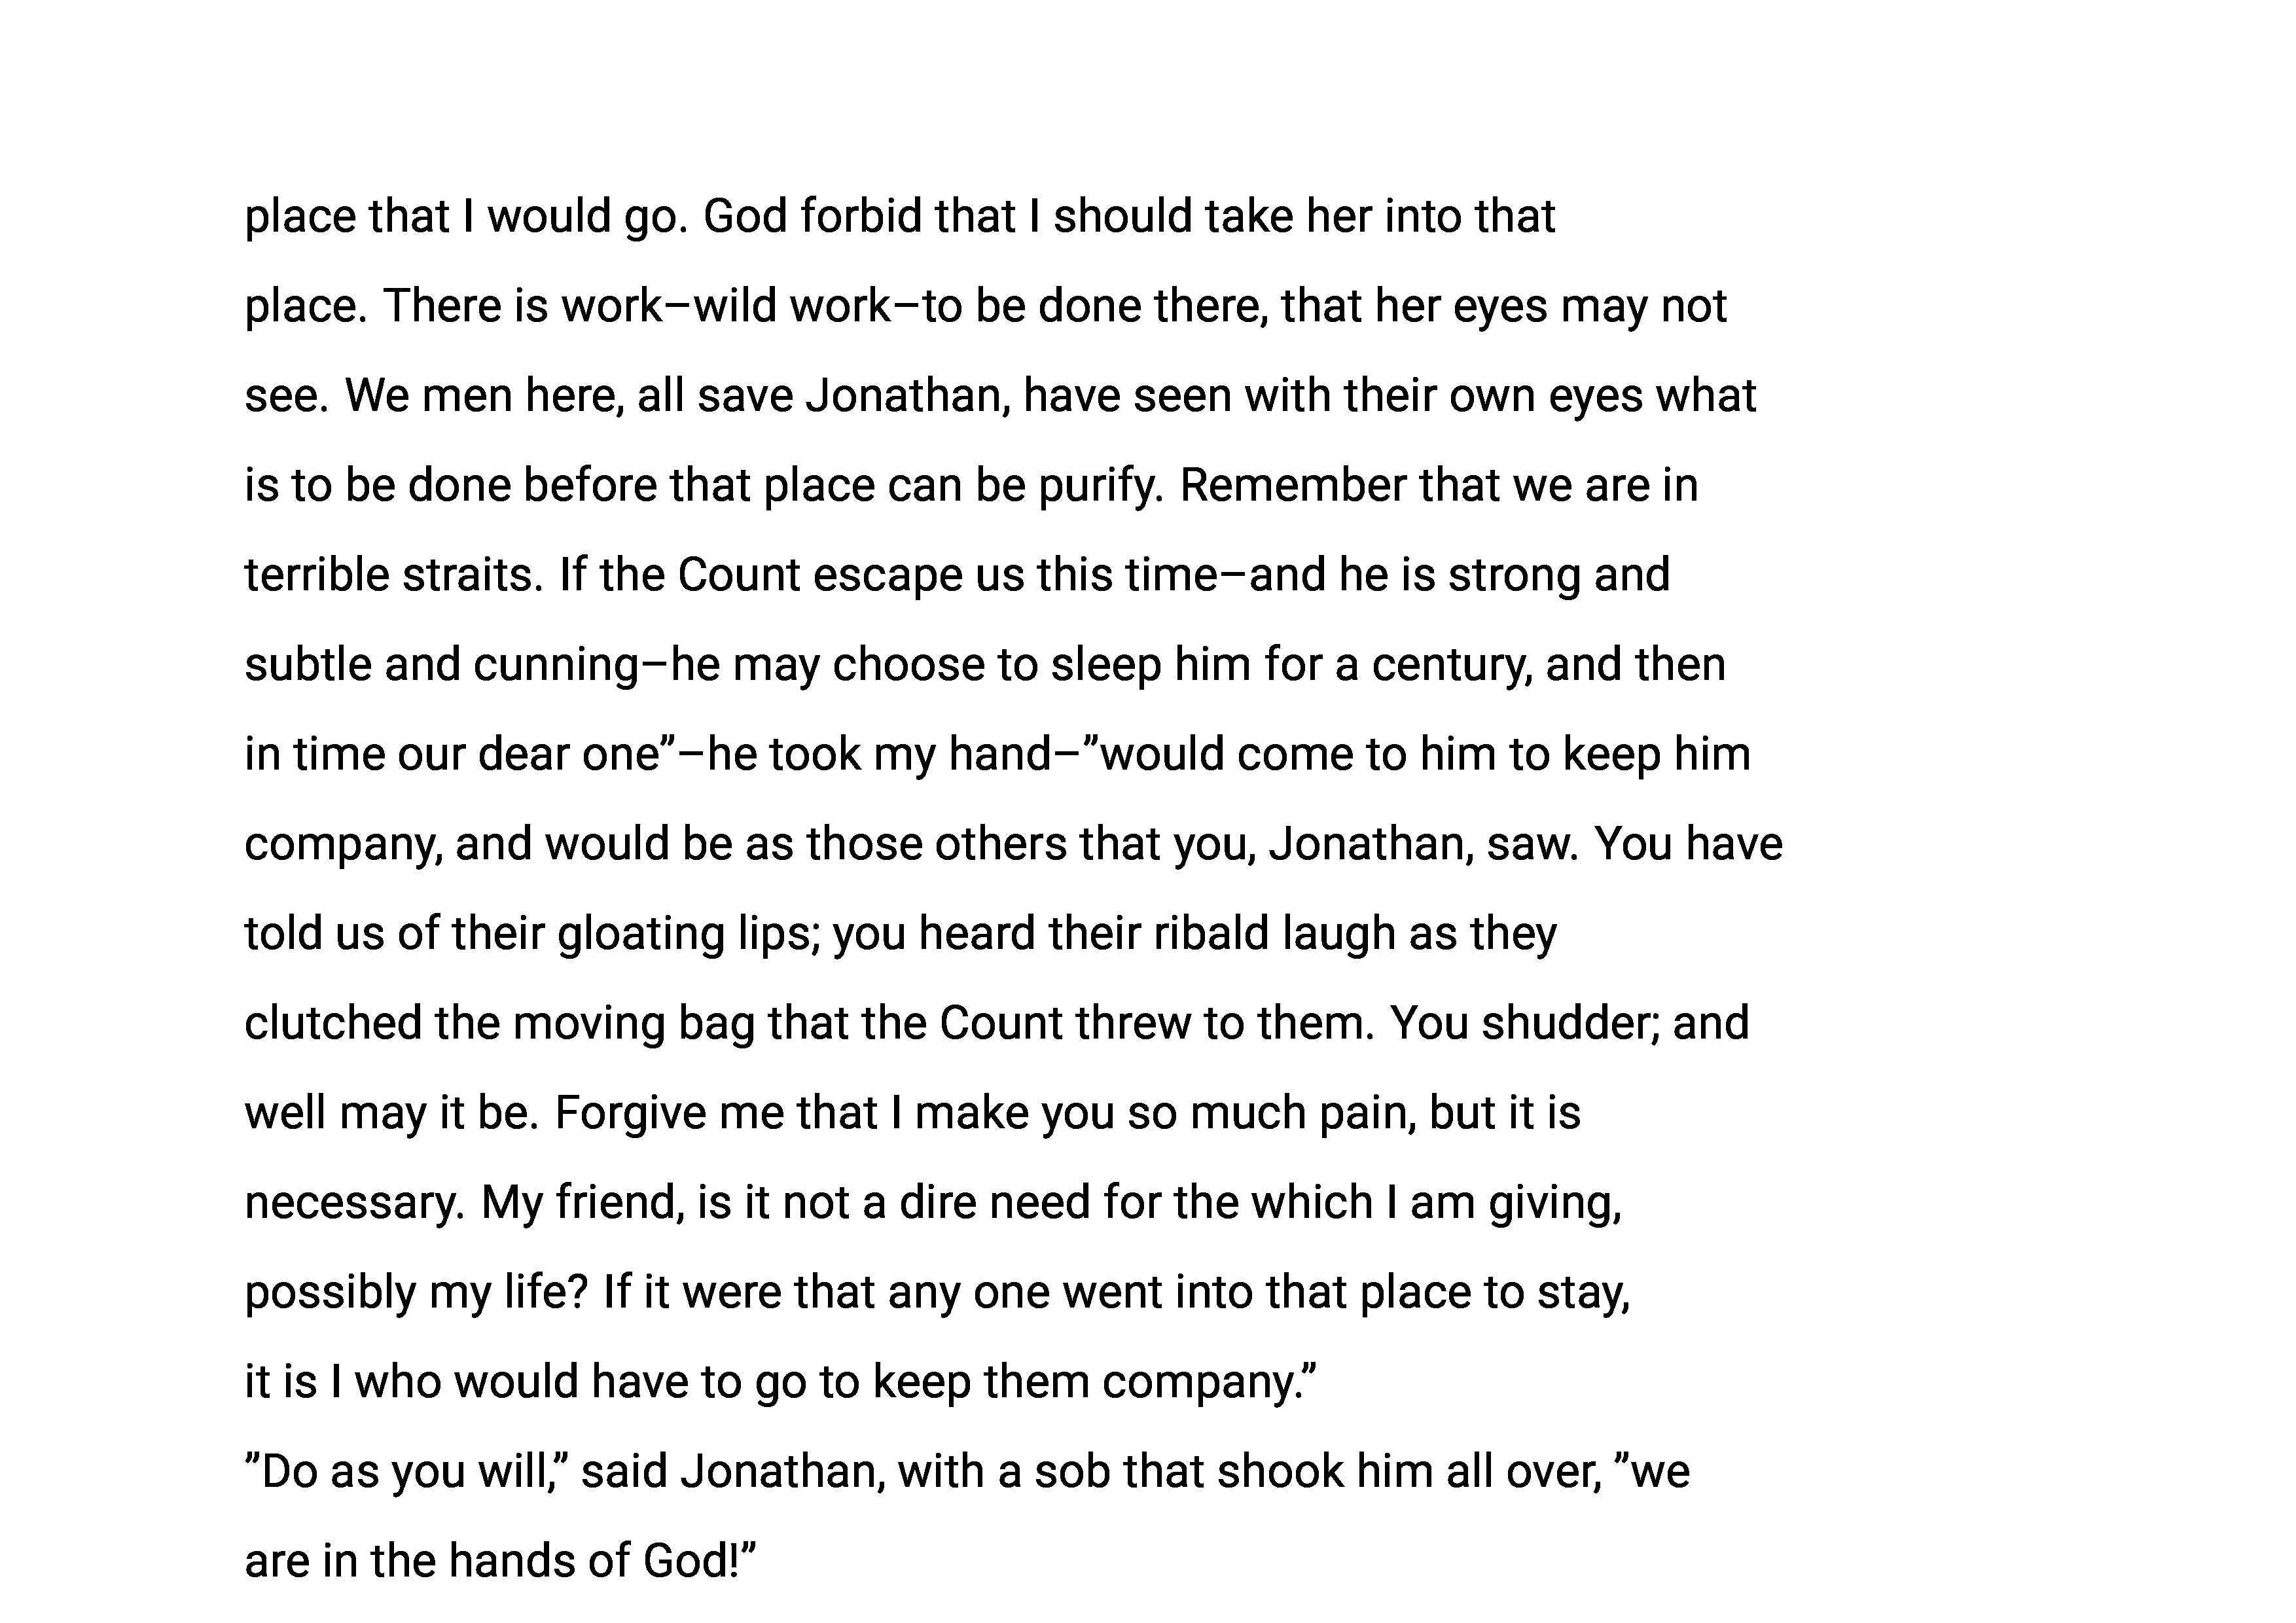 place that I would go. God forbid that I should take her into that
place. There is work–wild work–to be done there, that her eyes may not
see. We men here, all save Jonathan, have seen with their own eyes what
is to be done before that place can be purify. Remember that we are in
terrible straits. If the Count escape us this time–and he is strong and
subtle and cunning–he may choose to sleep him for a century, and then
in time our dear one”–he took my hand–”would come to him to keep him
company, and would be as those others that you, Jonathan, saw. You have
told us of their gloating lips; you heard their ribald laugh as they
clutched the moving bag that the Count threw to them. You shudder; and
well may it be. Forgive me that I make you so much pain, but it is
necessary. My friend, is it not a dire need for the which I am giving,
possibly my life? If it were that any one went into that place to stay,
it is I who would have to go to keep them company.”
”Do as you will,” said Jonathan, with a sob that shook him all over, ”we
are in the hands of God!”